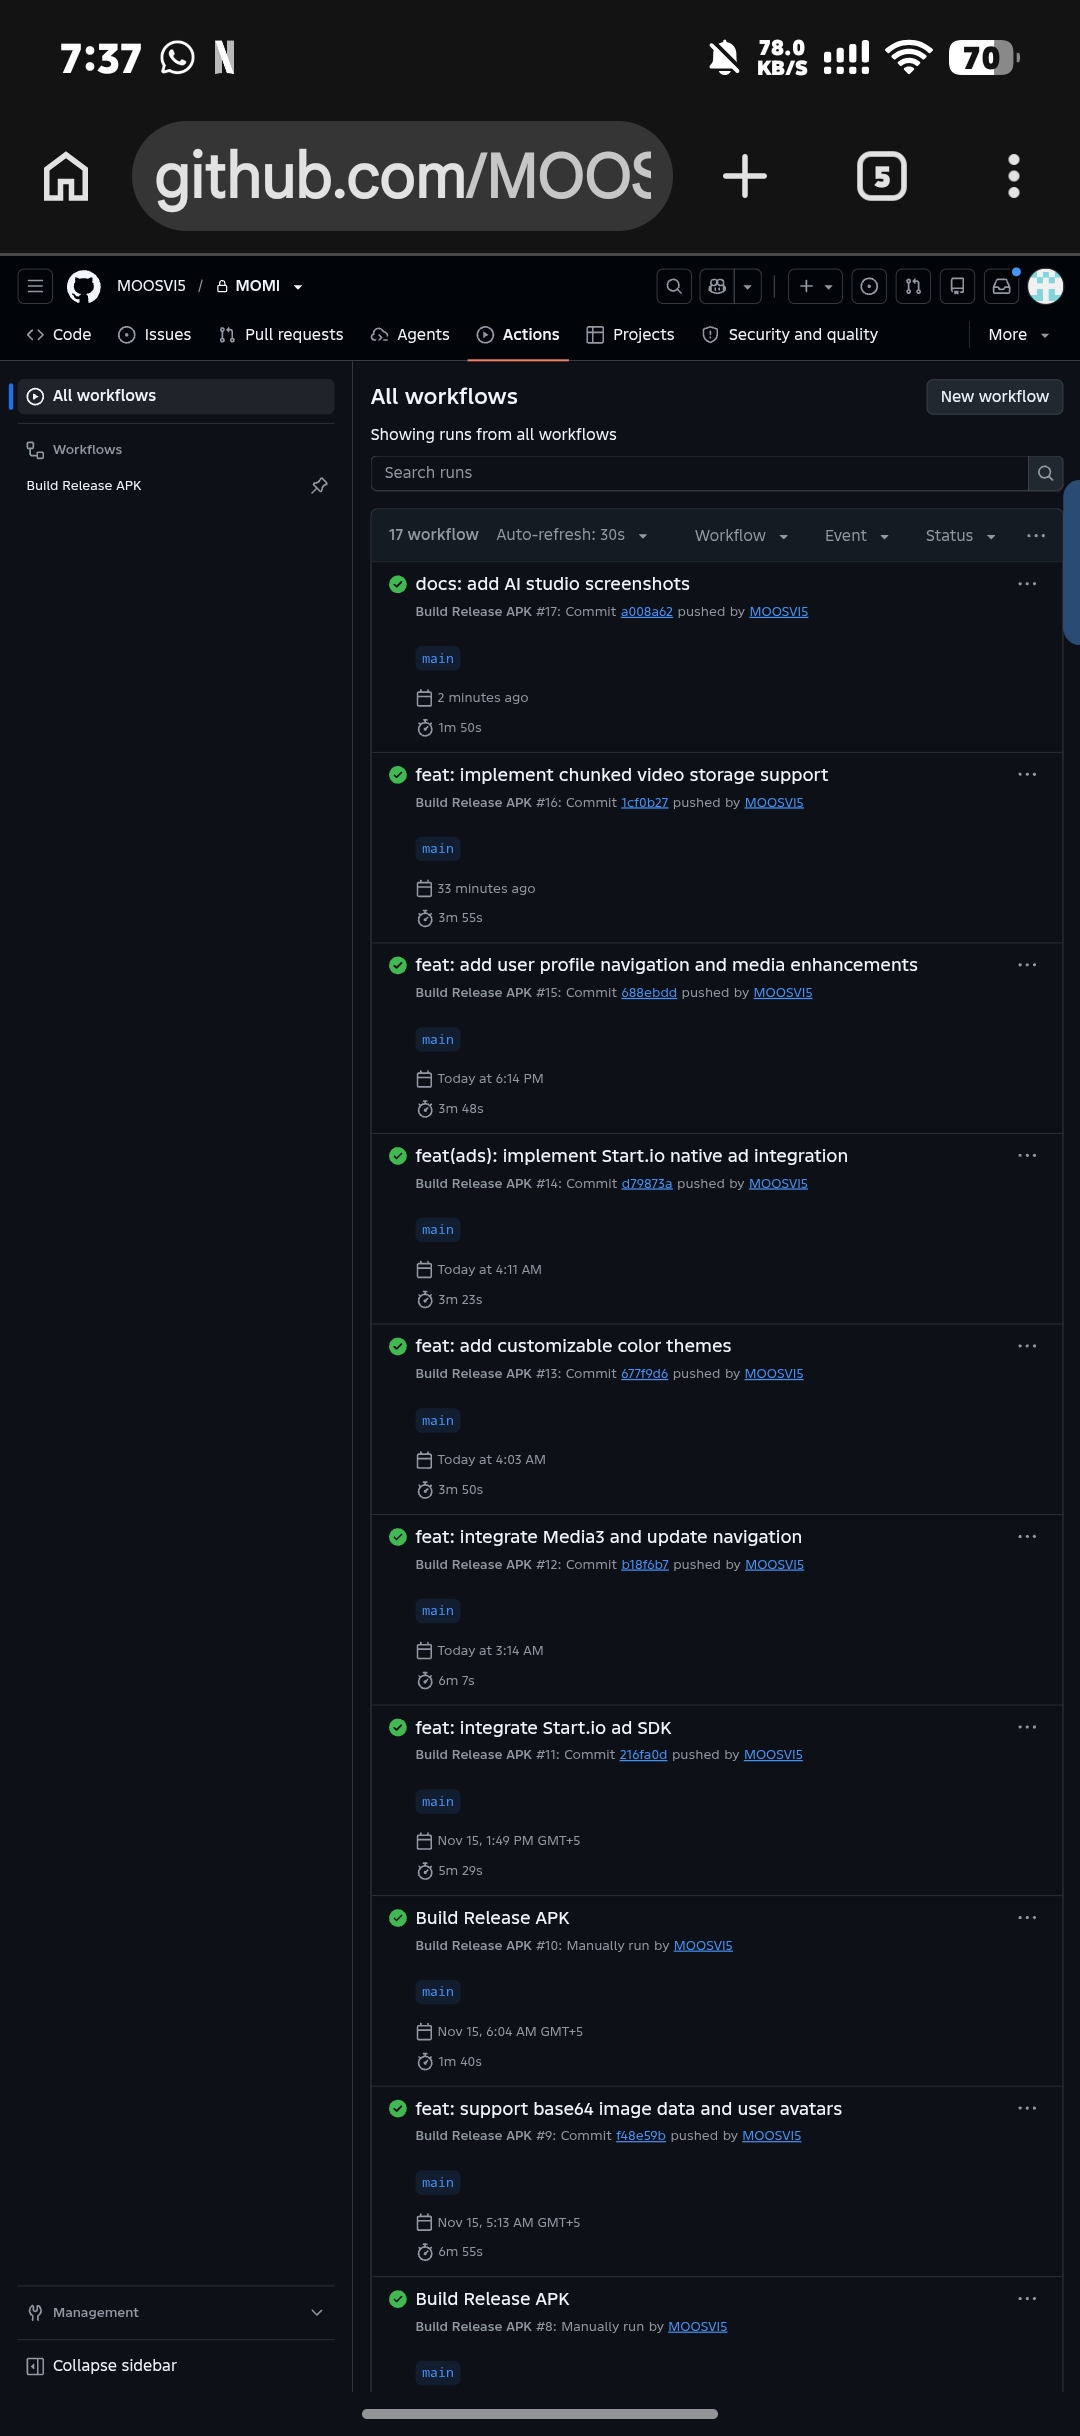 7:37
78.0
KB/S
70
github.com/MOOS
5
MOOSVI5 / MOMI
Code Issues Pull requests Agents Actions Projects Security and quality More
All workflows
Workflows
Build Release APK
All workflows
New workflow
Showing runs from all workflows
Search runs
17 workflow Auto-refresh: 30s Workflow Event Status
docs: add AI studio screenshots
Build Release APK #17: Commit a008a62 pushed by MOOSVI5
main
2 minutes ago
1m 50s
feat: implement chunked video storage support
Build Release APK #16: Commit 1cf0b27 pushed by MOOSVI5
main
33 minutes ago
3m 55s
feat: add user profile navigation and media enhancements
Build Release APK #15: Commit 688ebdd pushed by MOOSVI5
main
Today at 6:14 PM
3m 48s
feat(ads): implement Start.io native ad integration
Build Release APK #14: Commit d79873a pushed by MOOSVI5
main
Today at 4:11 AM
3m 23s
feat: add customizable color themes
Build Release APK #13: Commit 677f9d6 pushed by MOOSVI5
main
Today at 4:03 AM
3m 50s
feat: integrate Media3 and update navigation
Build Release APK #12: Commit b18f6b7 pushed by MOOSVI5
main
Today at 3:14 AM
6m 7s
feat: integrate Start.io ad SDK
Build Release APK #11: Commit 216fa0d pushed by MOOSVI5
main
Nov 15, 1:49 PM GMT+5
5m 29s
Build Release APK
Build Release APK #10: Manually run by MOOSVI5
main
Nov 15, 6:04 AM GMT+5
1m 40s
feat: support base64 image data and user avatars
Build Release APK #9: Commit f48e59b pushed by MOOSVI5
main
Nov 15, 5:13 AM GMT+5
6m 55s
Build Release APK
Build Release APK #8: Manually run by MOOSVI5
main
Management
Collapse sidebar